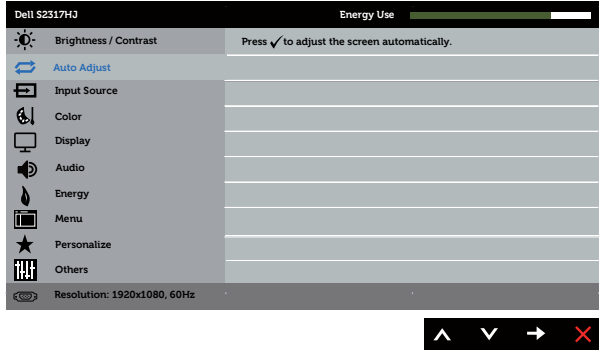 Dell S2317HJ
Energy Use
Brightness / Contrast
Press ✓ to adjust the screen automatically.
Auto Adjust
Input Source
Color
Display
Audio
Energy
Menu
Personalize
Others
Resolution: 1920x1080, 60Hz